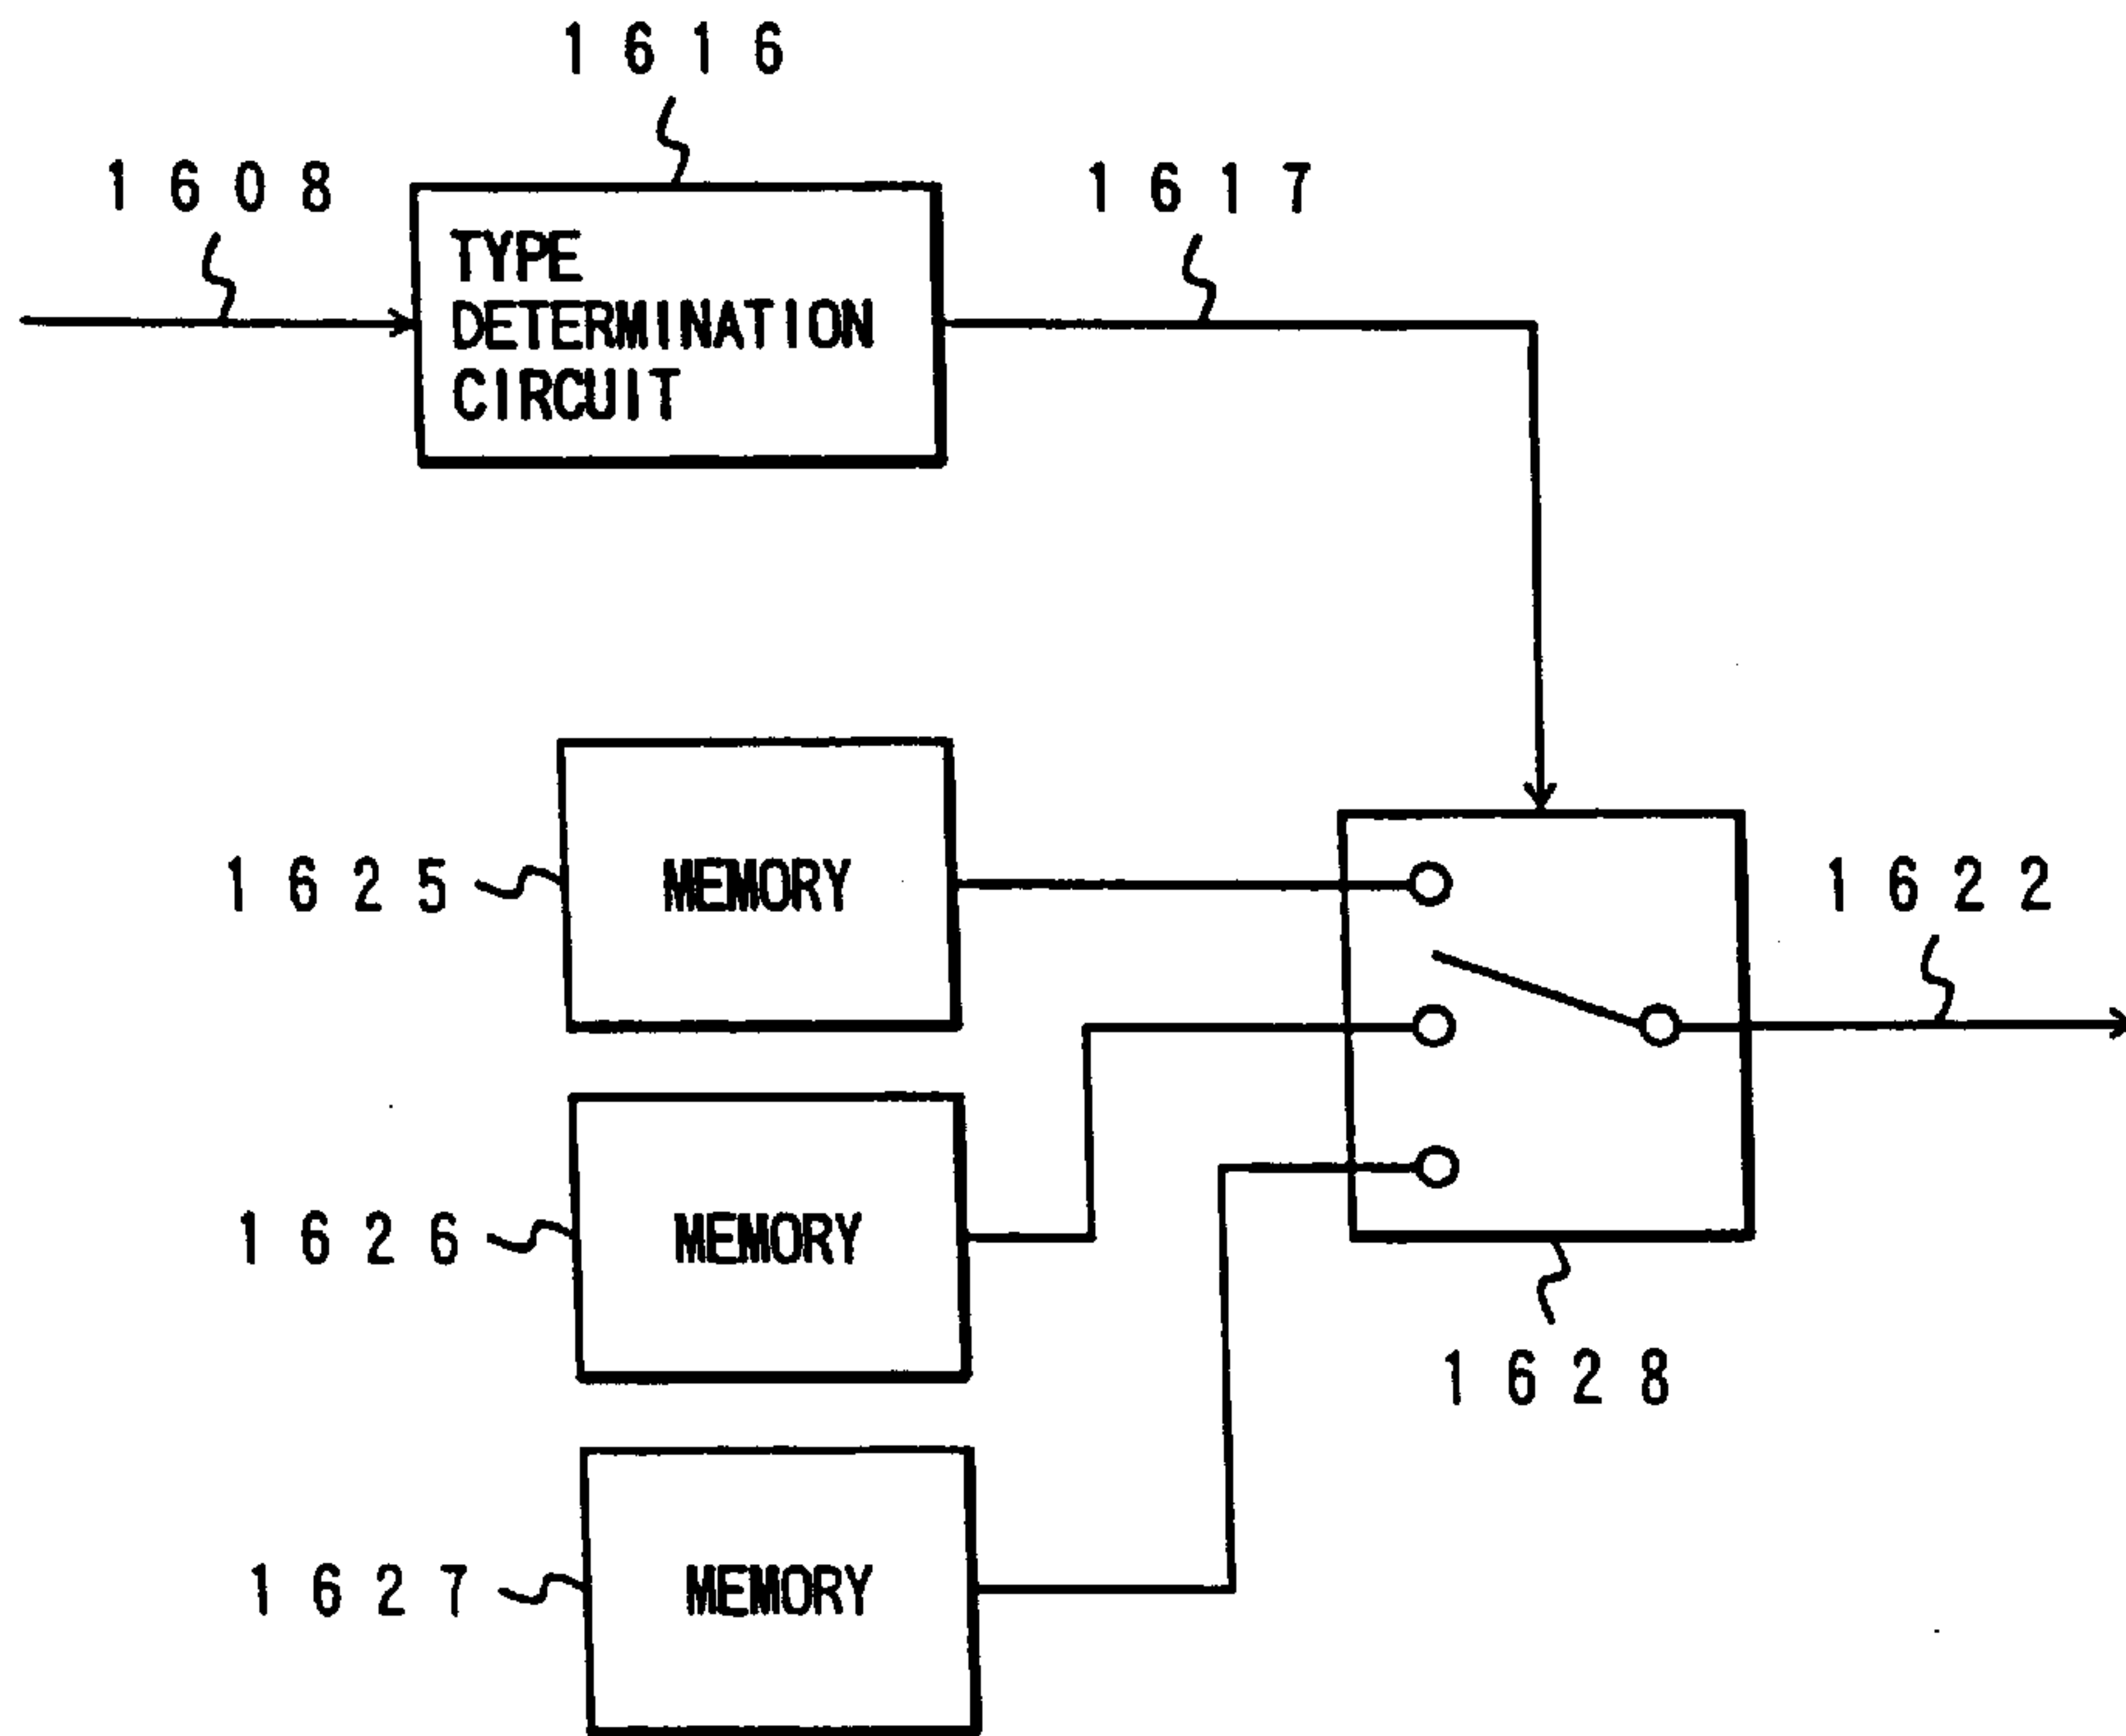 1616
1608
1617
TYPE
DETERMINATION
CIRCUIT
1625
MEMORY
1622
1626
MEMORY
1628
1627
MEMORY